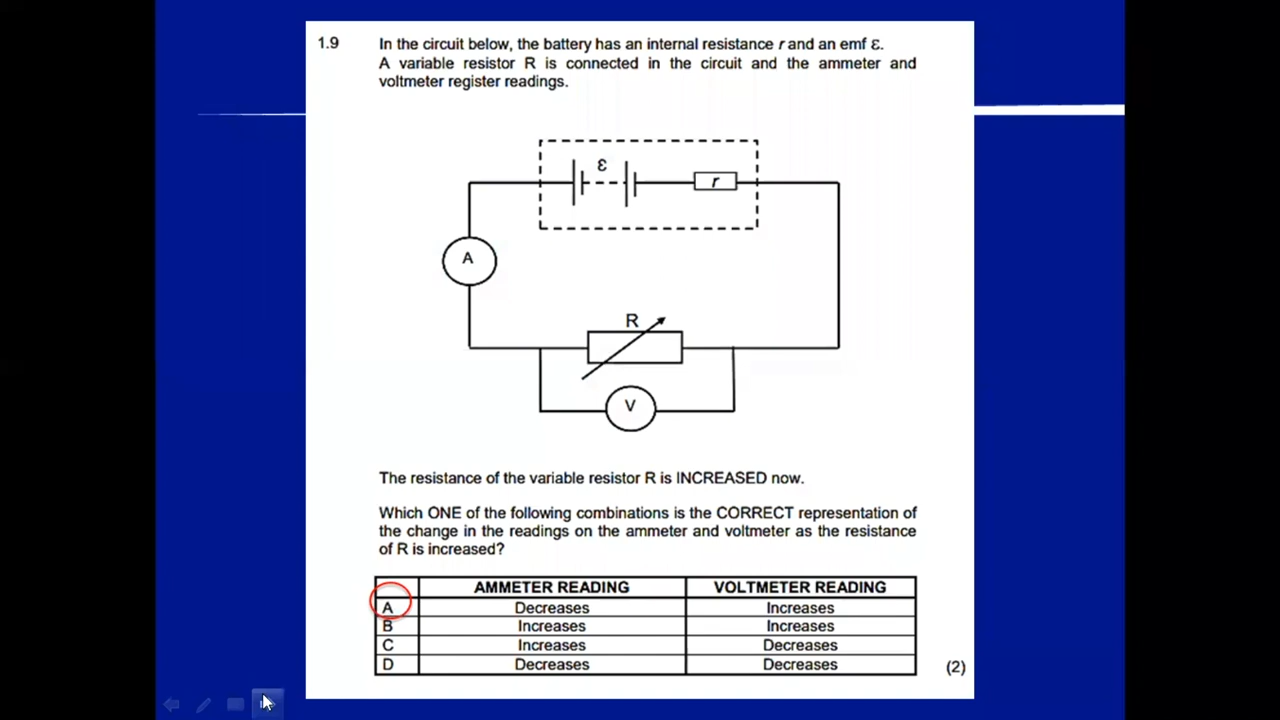 1.9 In the circuit below, the battery has an internal resistance r and an emf ε.
A variable resistor R is connected in the circuit and the ammeter and
voltmeter register readings.
ε
r
A
R
V
The resistance of the variable resistor R is INCREASED now.
Which ONE of the following combinations is the CORRECT representation of
the change in the readings on the ammeter and voltmeter as the resistance
of R is increased?
AMMETER READING VOLTMETER READING
A Decreases Increases
B Increases Increases
C Increases Decreases
D Decreases Decreases
(2)